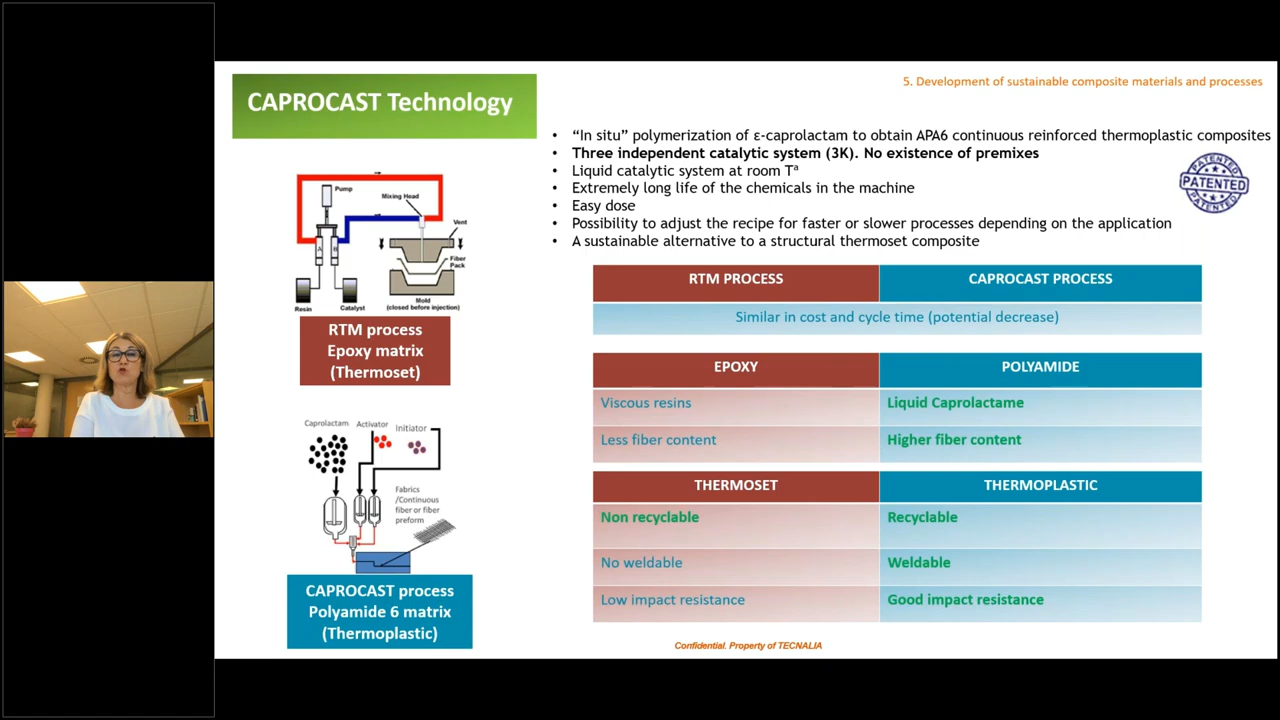 5. Development of sustainable composite materials and processes
CAPROCAST Technology
• "In situ" polymerization of ε-caprolactam to obtain APA6 continuous reinforced thermoplastic composites
• Three independent catalytic system (3K). No existence of premixes
• Liquid catalytic system at room Tª
• Extremely long life of the chemicals in the machine
• Easy dose
• Possibility to adjust the recipe for faster or slower processes depending on the application
• A sustainable alternative to a structural thermoset composite
PATENTED
PATENTED
PATENTED
Pump
Mixing Head
Vent
A
B
Fiber
Pack
Mold
(closed before injection)
Resin
Catalyst
RTM process
Epoxy matrix
(Thermoset)
Caprolactam
Activator
Initiator
Fabrics
/Continuous
fiber or fiber
preform
CAPROCAST process
Polyamide 6 matrix
(Thermoplastic)
RTM PROCESS
CAPROCAST PROCESS
Similar in cost and cycle time (potential decrease)
EPOXY
POLYAMIDE
Viscous resins
Liquid Caprolactame
Less fiber content
Higher fiber content
THERMOSET
THERMOPLASTIC
Non recyclable
Recyclable
No weldable
Weldable
Low impact resistance
Good impact resistance
Confidential. Property of TECNALIA